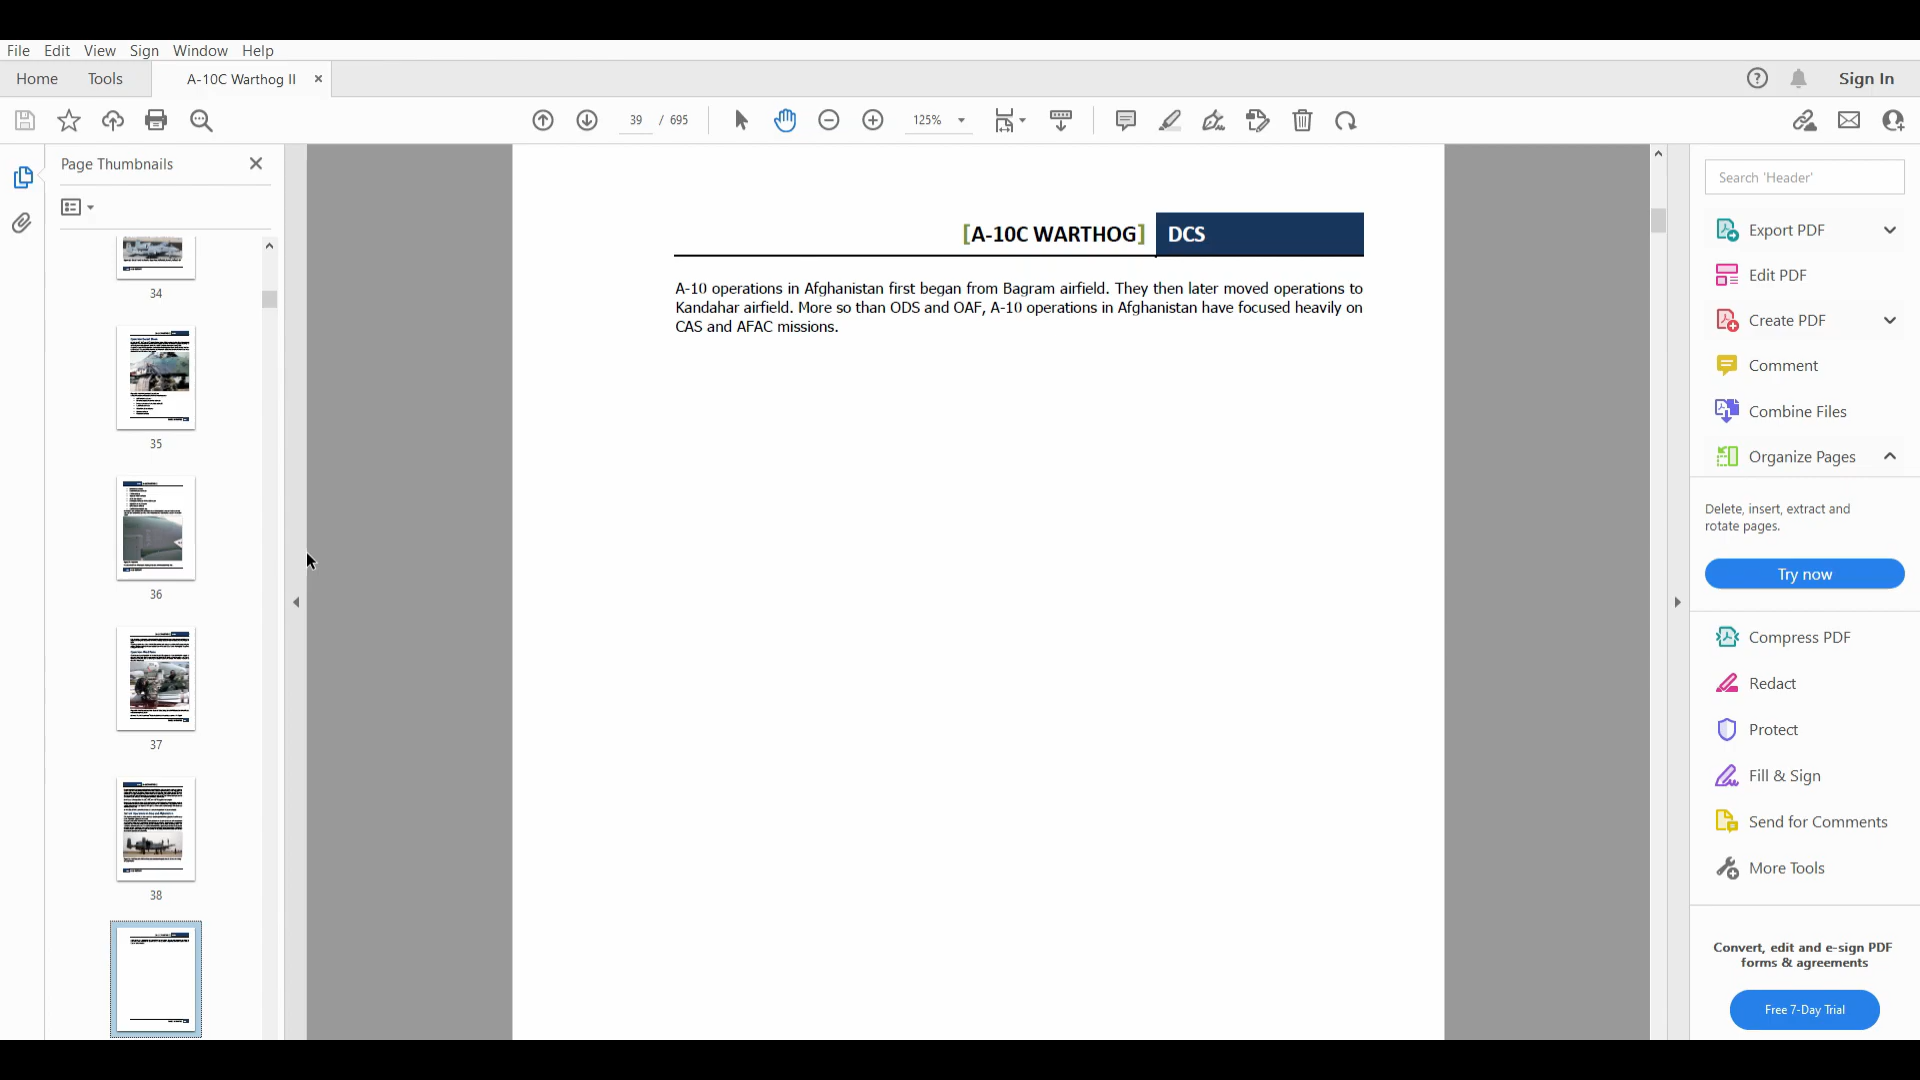 File Edit View Sign Window Help
Home Tools A-10C Warthog II Sign In
39 / 695 125%
Page Thumbnails
34
35
36
37
38
[A-10C WARTHOG] DCS
A-10 operations in Afghanistan first began from Bagram airfield. They then later moved operations to
Kandahar airfield. More so than ODS and OAF, A-10 operations in Afghanistan have focused heavily on
CAS and AFAC missions.
Search 'Header'
Export PDF
Edit PDF
Create PDF
Comment
Combine Files
Organize Pages
Delete, insert, extract and
rotate pages.
Try now
Compress PDF
Redact
Protect
Fill & Sign
Send for Comments
More Tools
Convert, edit and e-sign PDF
forms & agreements
Free 7-Day Trial